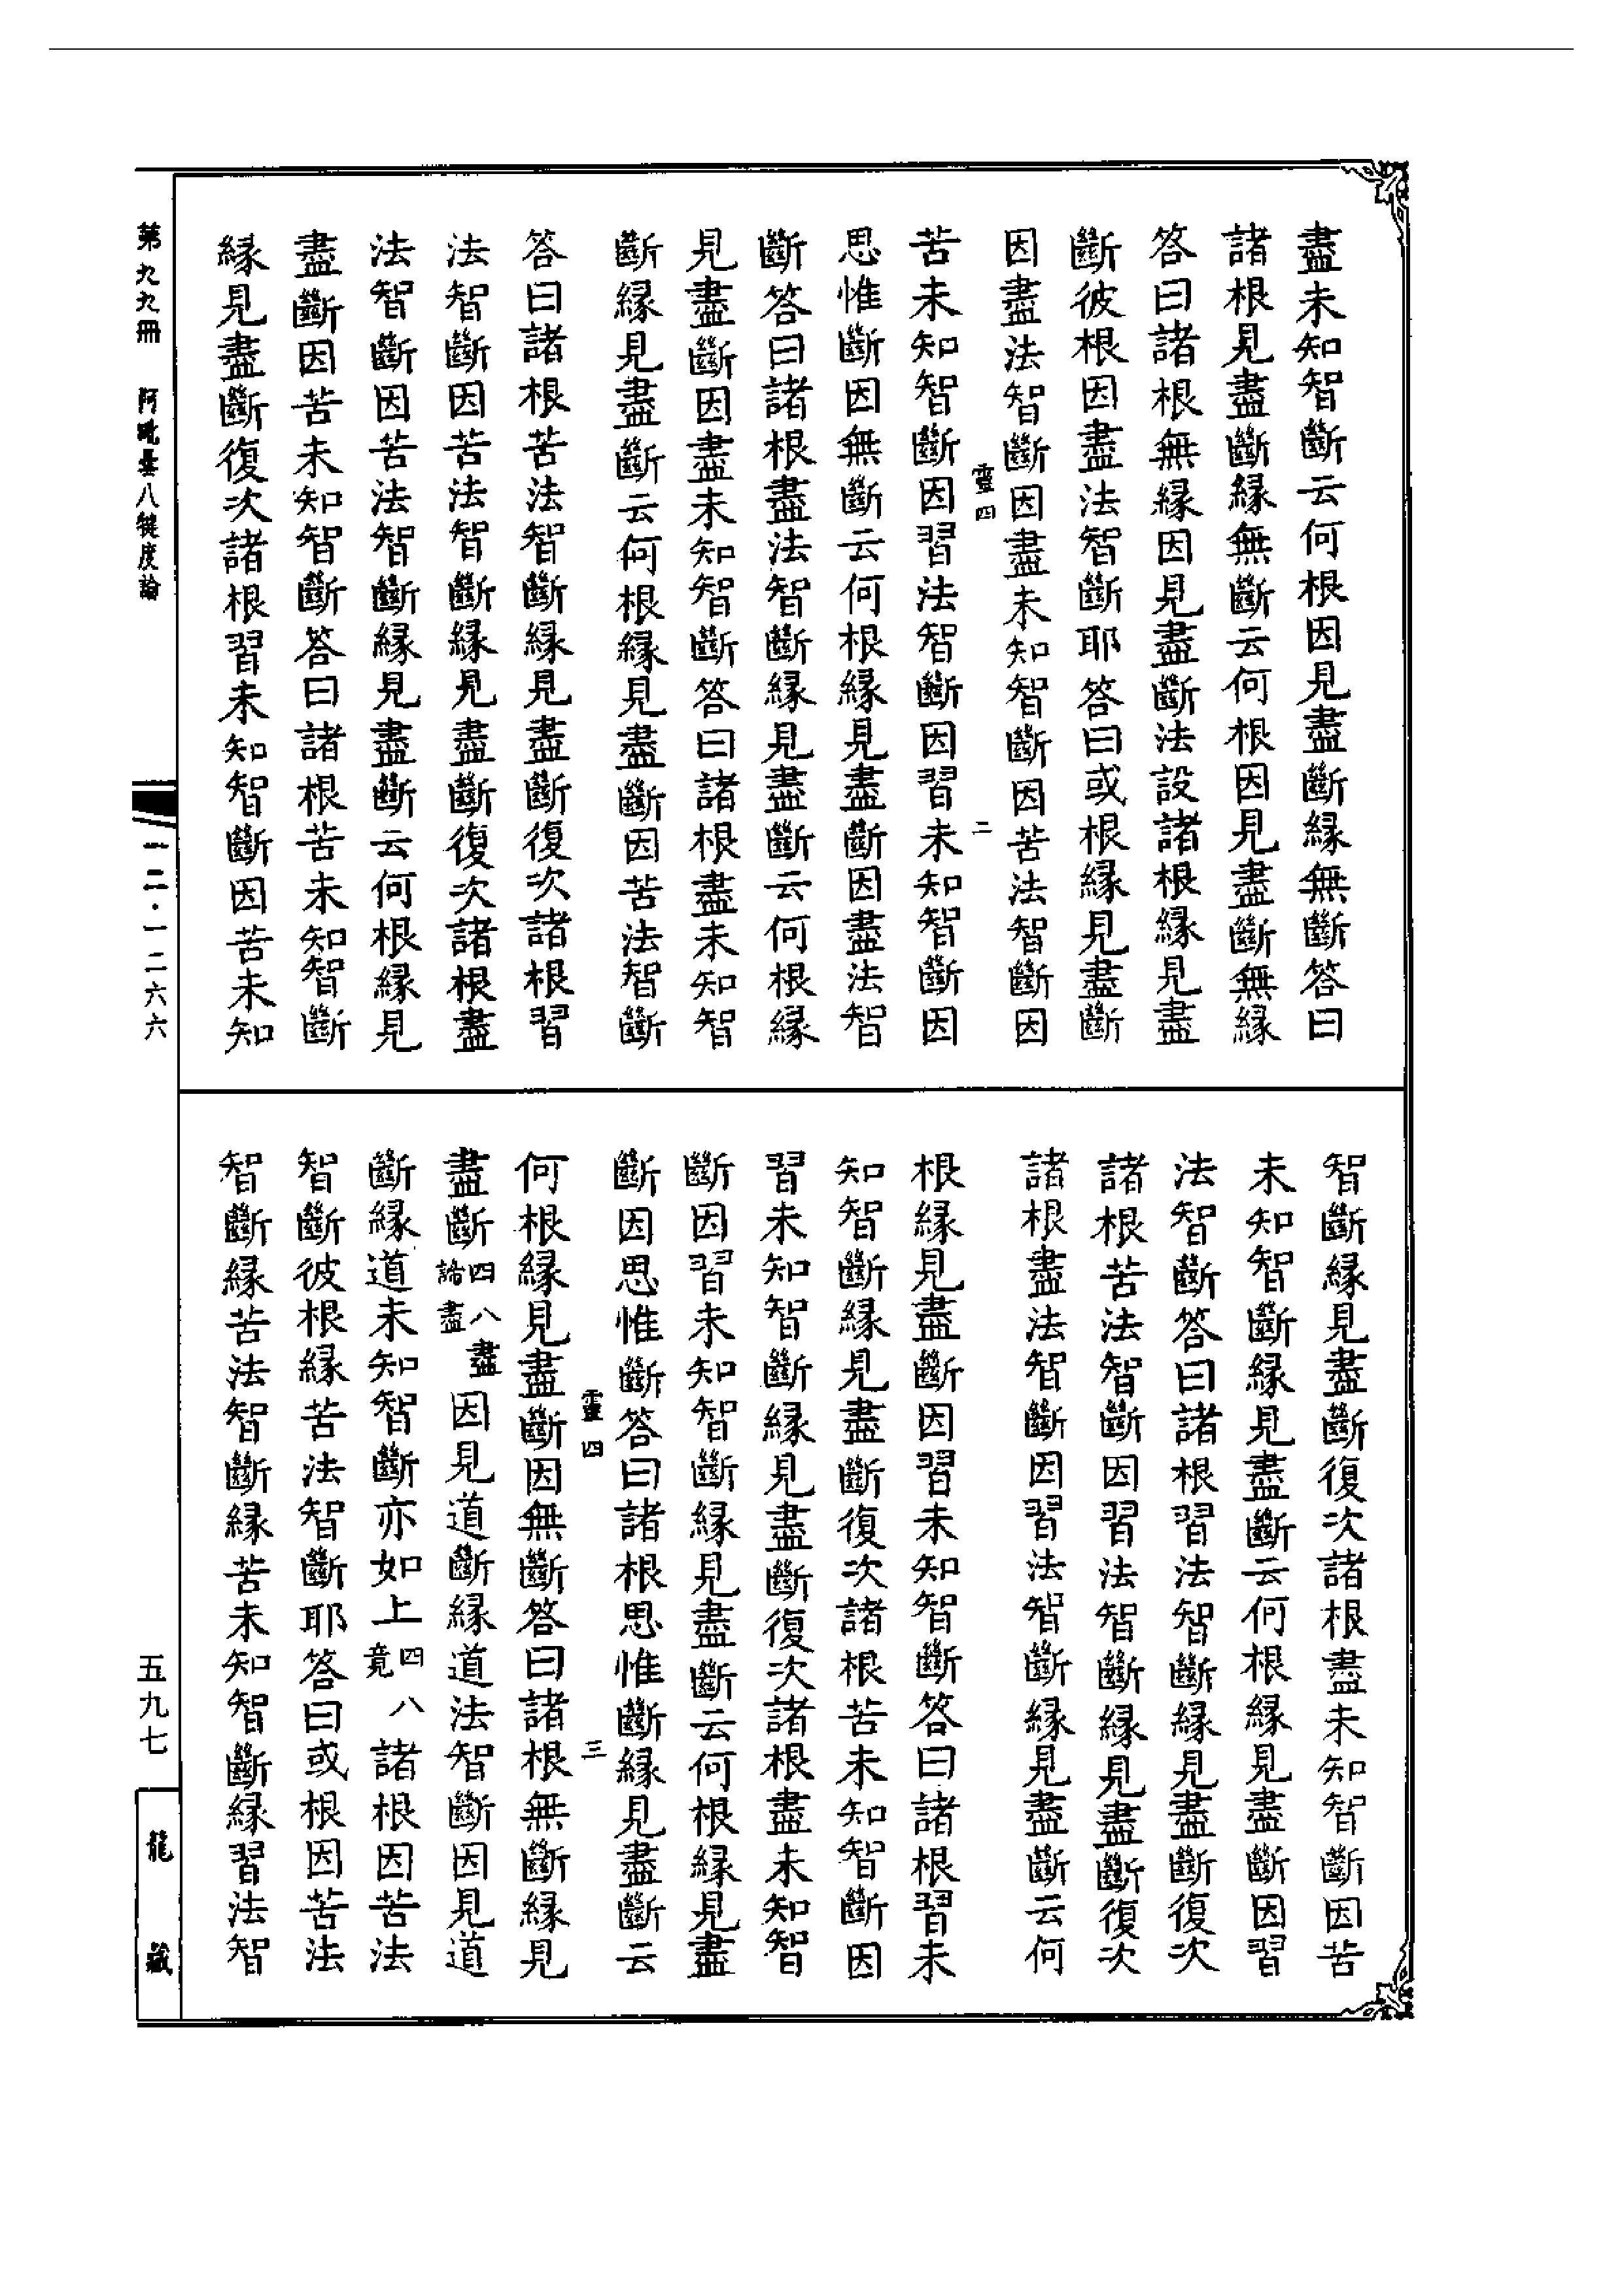 盡未知智斷云何根因見盡斷緣無斷答曰
諸根見盡斷緣無斷云何根因見盡斷無緣
答曰諸根無緣因見盡斷法設諸根緣見盡
斷彼根因盡法智斷耶答曰或根緣見盡斷
因盡法智斷因盡未知智斷因苦法智斷因
靈四 二
苦未知智斷因習法智斷因習未知智斷因
思惟斷因無斷云何根緣見盡斷因盡法智
斷答曰諸根盡法智斷緣見盡斷云何根緣
見盡斷因盡未知智斷答曰諸根盡未知智
斷緣見盡斷云何根緣見盡斷因苦法智斷
答曰諸根苦法智斷緣見盡斷復次諸根習
法智斷因苦法智斷緣見盡斷復次諸根盡
法智斷因苦法智斷緣見盡斷云何根緣見
盡斷因苦未知智斷答曰諸根苦未知智斷
緣見盡斷復次諸根習未知智斷因苦未知
智斷緣見盡斷復次諸根盡未知智斷因苦
未知智斷緣見盡斷云何根緣見盡斷因習
法智斷答曰諸根習法智斷緣見盡斷復次
諸根苦法智斷因習法智斷緣見盡斷復次
諸根盡法智斷因習法智斷緣見盡斷云何
根緣見盡斷因習未知智斷答曰諸根習未
知智斷緣見盡斷復次諸根苦未知智斷因
習未知智斷緣見盡斷復次諸根盡未知智
斷因習未知智斷緣見盡斷云何根緣見盡
斷因思惟斷答曰諸根思惟斷緣見盡斷云
靈四 三
何根緣見盡斷因無斷答曰諸根無斷緣見
盡斷四八盡諦盡因見道斷緣道法智斷因見道
斷緣道未知智斷亦如上四八竟諸根因苦法
智斷彼根緣苦法智斷耶答曰或根因苦法
智斷緣苦法智斷緣苦未知智斷緣習法智
第九九冊 阿毗曇八犍度論
一二·一二六六
五九七
龍藏